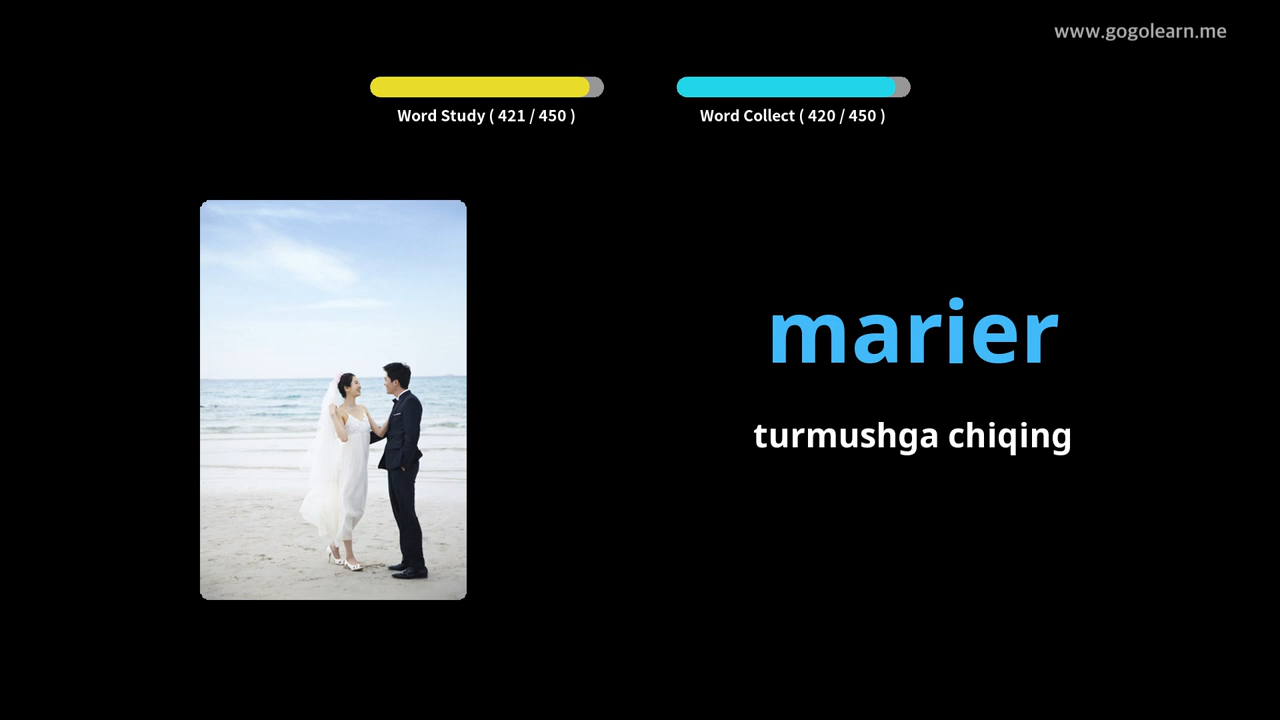 www.gogolearn.me
Word Study ( 421 / 450 )
Word Collect ( 420 / 450 )
marier
turmushga chiqing